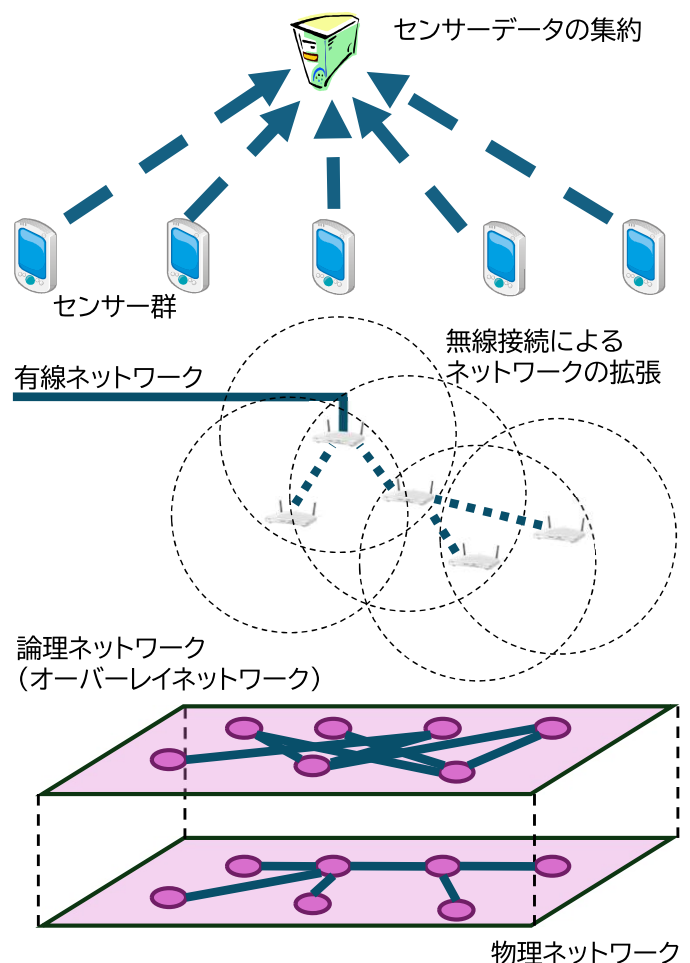 センサーデータの集約
センサー群
無線接続による
ネットワークの拡張
有線ネットワーク
論理ネットワーク
（オーバーレイネットワーク）
物理ネットワーク